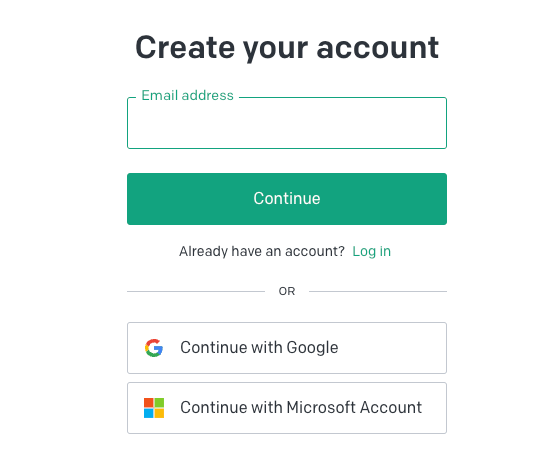 Create your account
Email address
Continue
Already have an account? Log in
OR
Continue with Google
Continue with Microsoft Account